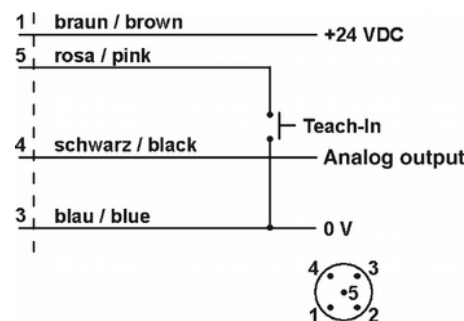 1 braun / brown +24 VDC
5 rosa / pink
Teach-In
4 schwarz / black Analog output
3 blau / blue 0 V
4 3
5
1 2